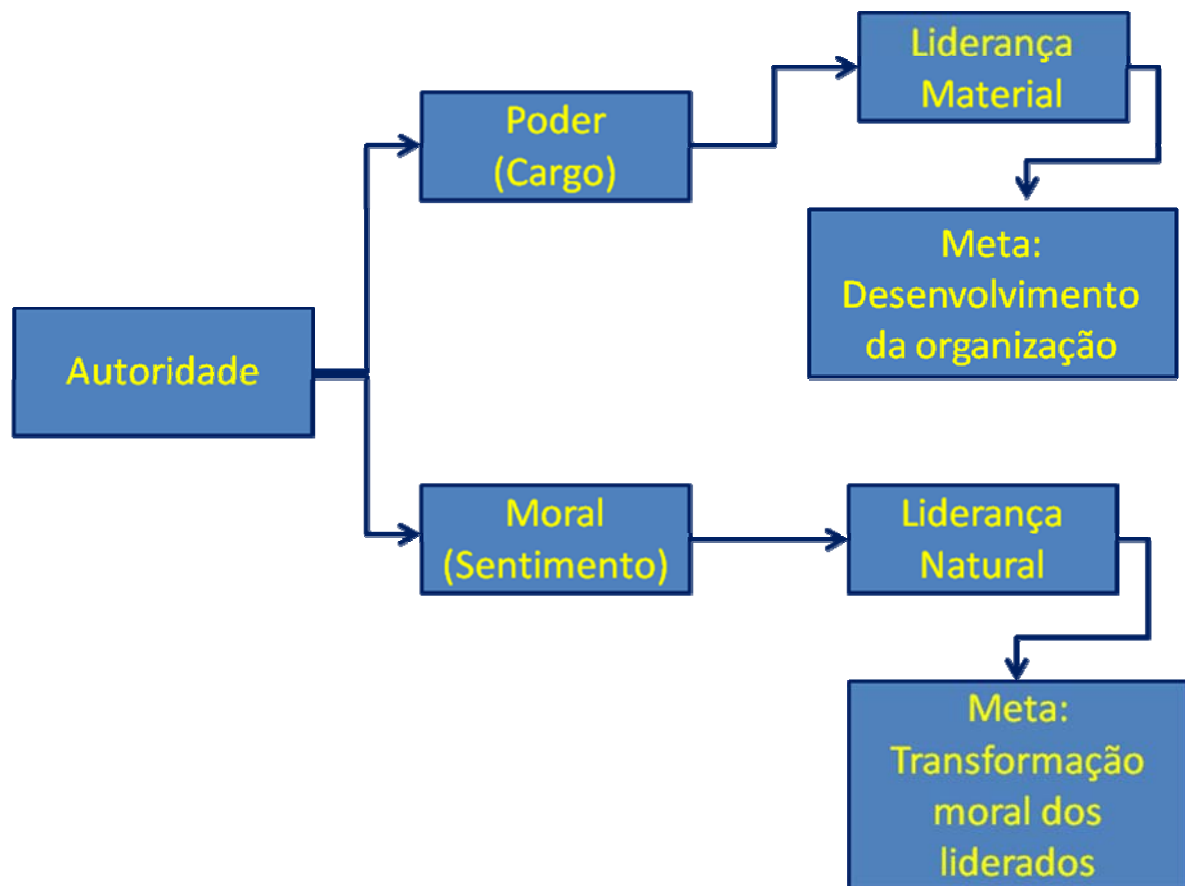 Autoridade
Poder
(Cargo)
Liderança
Material
Meta:
Desenvolvimento
da organização
Moral
(Sentimento)
Liderança
Natural
Meta:
Transformação
moral dos
liderados